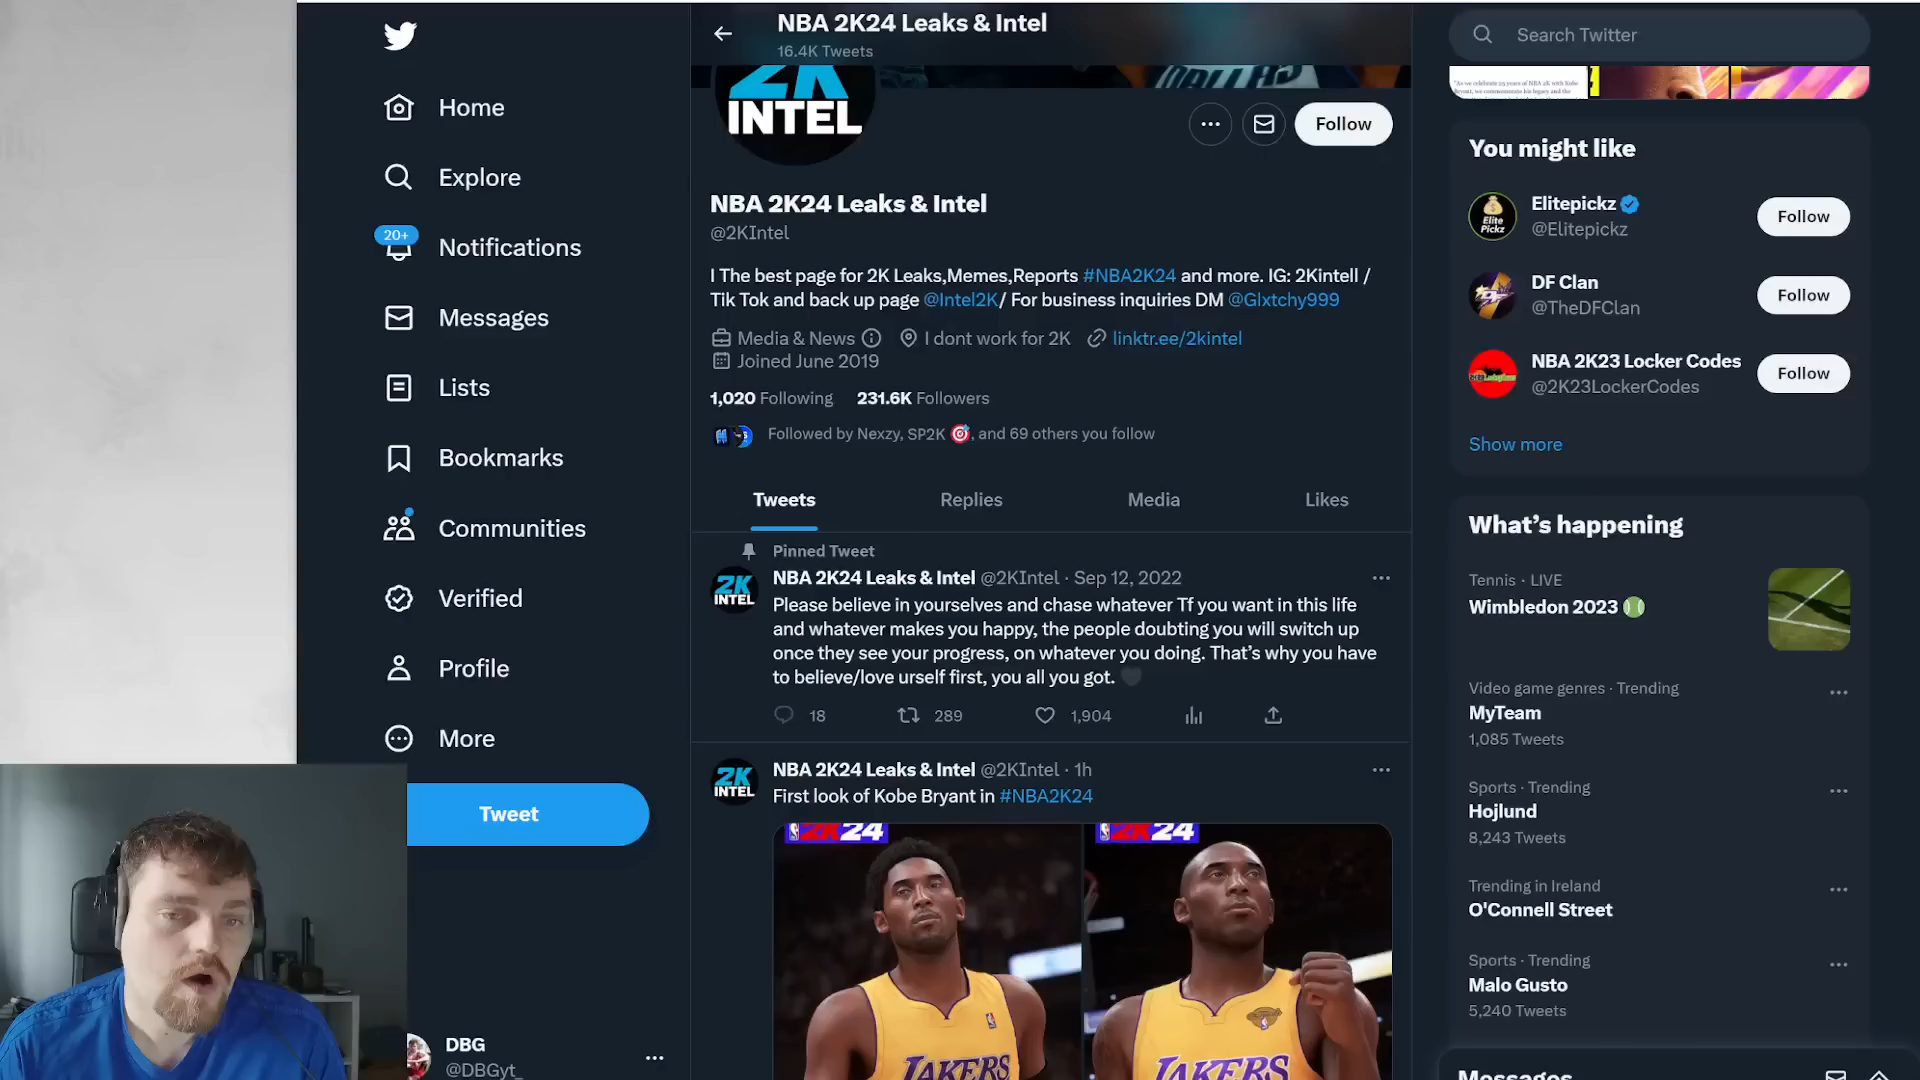 Home
Explore
20+
Notifications
Messages
Lists
Bookmarks
Communities
Verified
Profile
More
Tweet
DBG
@DBGyt_
NBA 2K24 Leaks & Intel
16.4K Tweets
2K
INTEL
DALLAS
Follow
NBA 2K24 Leaks & Intel
@2KIntel
I The best page for 2K Leaks,Memes,Reports #NBA2K24 and more. IG: 2Kintell /
Tik Tok and back up page @Intel2K/ For business inquiries DM @Glxtchy999
Media & News I dont work for 2K linktr.ee/2kintel
Joined June 2019
1,020 Following 231.6K Followers
Followed by Nexzy, SP2K 🎯, and 69 others you follow
Tweets Replies Media Likes
Pinned Tweet
2K
INTEL
NBA 2K24 Leaks & Intel @2KIntel · Sep 12, 2022
Please believe in yourselves and chase whatever Tf you want in this life
and whatever makes you happy, the people doubting you will switch up
once they see your progress, on whatever you doing. That’s why you have
to believe/love urself first, you all you got. 🖤
18 289 1,904
2K
INTEL
NBA 2K24 Leaks & Intel @2KIntel · 1h
First look of Kobe Bryant in #NBA2K24
2K24
2K24
LAKERS
LAKERS
Search Twitter
"As we celebrate 25 years of NBA 2K with Kobe
Bryant, we commemorate his legacy and the
You might like
Elite
Pickz
Elitepickz
@Elitepickz
Follow
DF Clan
@TheDFClan
Follow
NBA 2K23 Locker Codes
@2K23LockerCodes
Follow
Show more
What’s happening
Tennis · LIVE
Wimbledon 2023 🎾
Video game genres · Trending
MyTeam
1,085 Tweets
Sports · Trending
Hojlund
8,243 Tweets
Trending in Ireland
O'Connell Street
Sports · Trending
Malo Gusto
5,240 Tweets
Messages